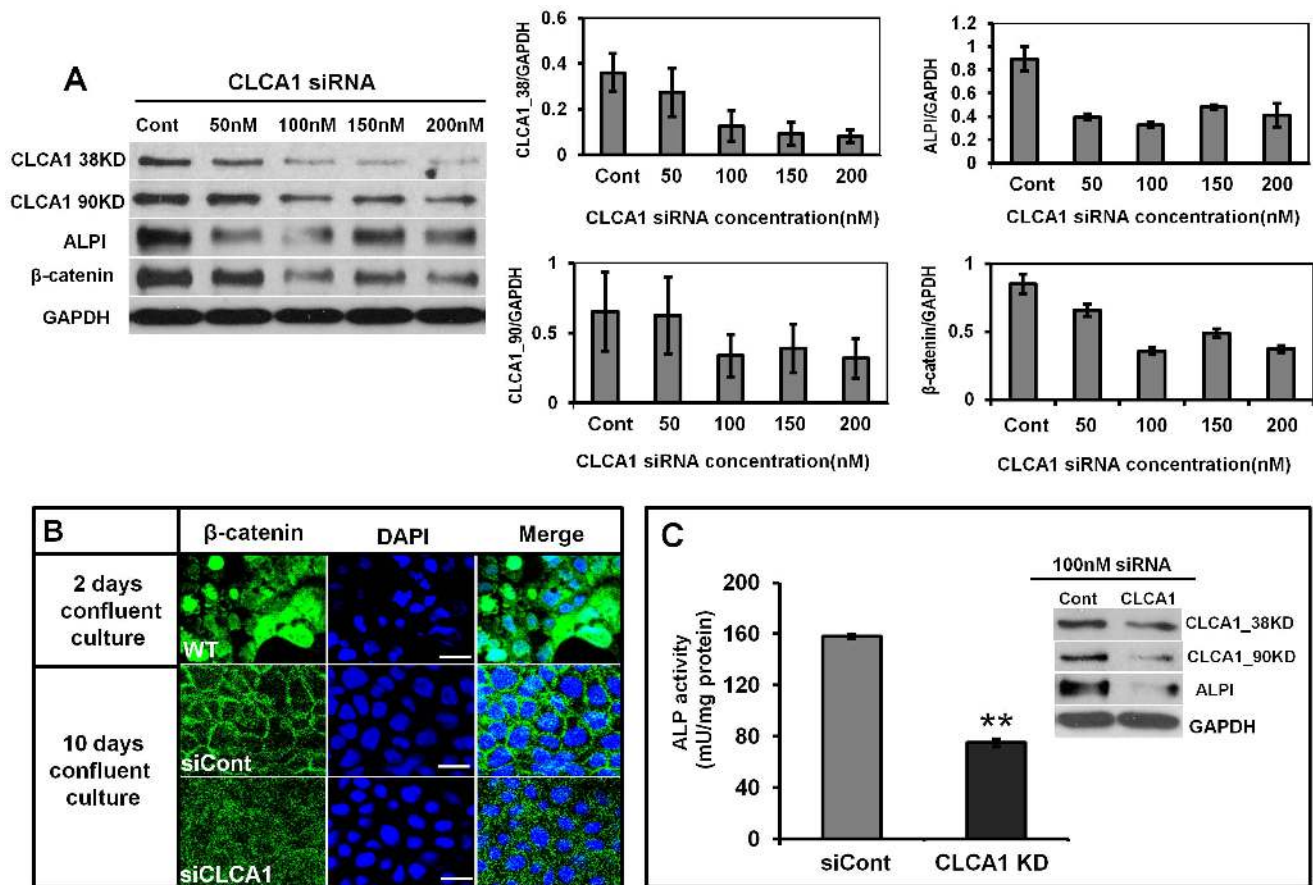 A
CLCA1 siRNA
Cont 50nM 100nM 150nM 200nM
CLCA1 38KD
CLCA1 90KD
ALPI
β-catenin
GAPDH
CLCA1_38/GAPDH
0.6
0.4
0.2
0
Cont 50 100 150 200
CLCA1 siRNA concentration(nM)
ALPI/GAPDH
1.2
1
0.8
0.6
0.4
0.2
0
Cont 50 100 150 200
CLCA1 siRNA concentration(nM)
CLCA1_90/GAPDH
1
0.5
0
Cont 50 100 150 200
CLCA1 siRNA concentration(nM)
β-catenin/GAPDH
1
0.5
0
Cont 50 100 150 200
CLCA1 siRNA concentration(nM)
B
β-catenin DAPI Merge
2 days
confluent
culture
WT
10 days
confluent
culture
siCont
siCLCA1
C
ALP activity
(mU/mg protein)
200
160
120
80
40
0
**
siCont CLCA1 KD
100nM siRNA
Cont CLCA1
CLCA1_38KD
CLCA1_90KD
ALPI
GAPDH